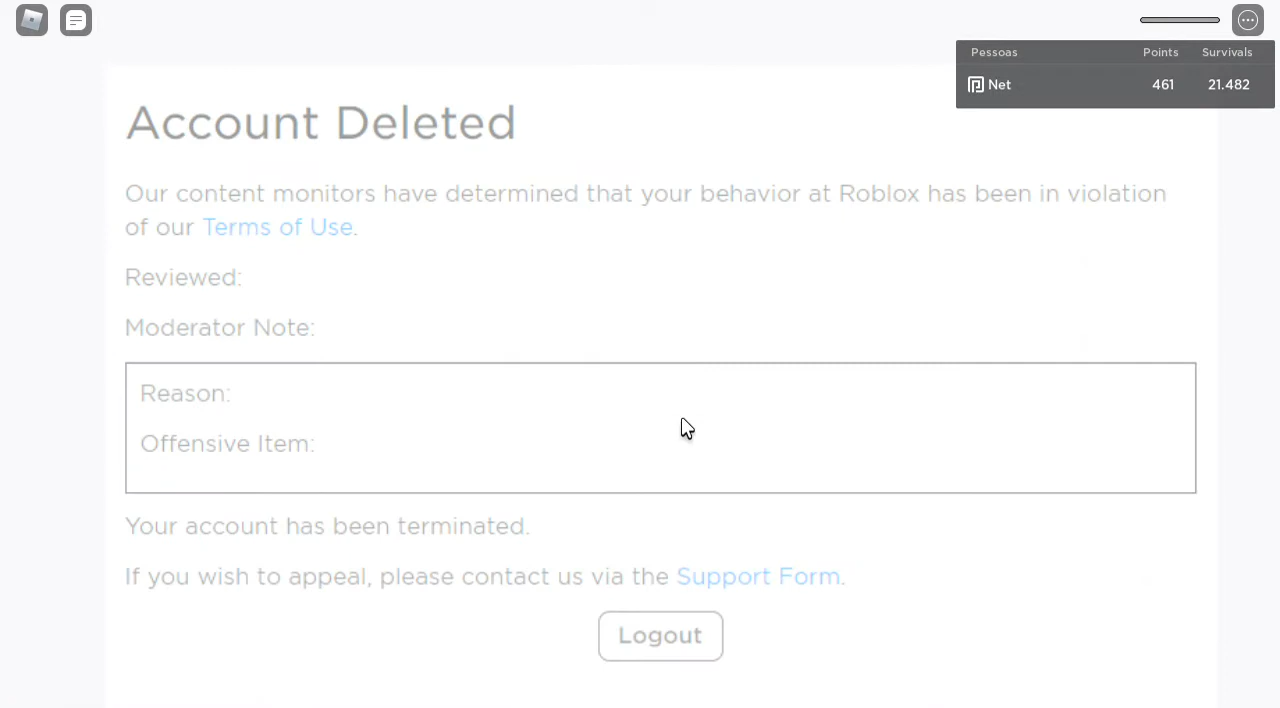 Pessoas Points Survivals
Net 461 21.482
Account Deleted
Our content monitors have determined that your behavior at Roblox has been in violation
of our Terms of Use.
Reviewed:
Moderator Note:
Reason:
Offensive Item:
Your account has been terminated.
If you wish to appeal, please contact us via the Support Form.
Logout